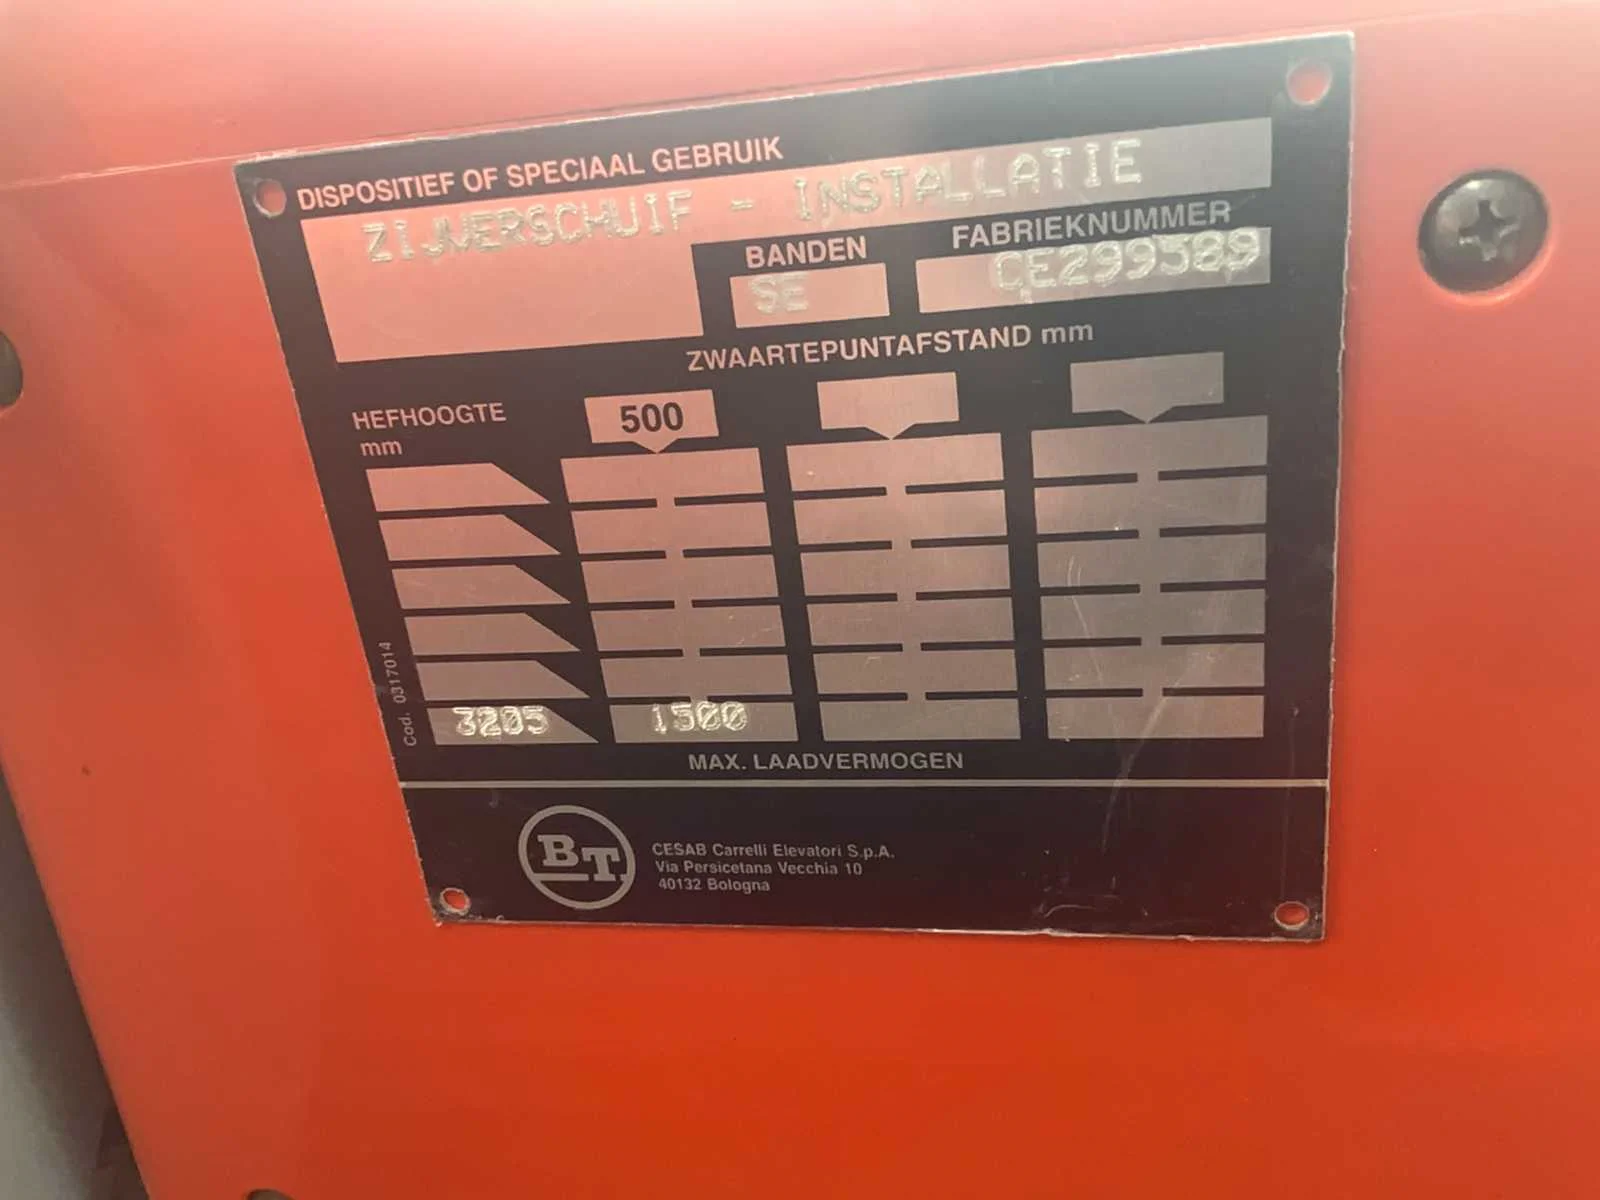 DISPOSITIEF OF SPECIAAL GEBRUIK
ZIJVERSCHUIF - INSTALLATIE
BANDEN
FABRIEKNUMMER
SE
CE299589
ZWAARTEPUNTAFSTAND mm
HEFHOOGTE
mm
500
3205
1500
MAX. LAADVERMOGEN
Cod. 0317014
BT
CESAB Carrelli Elevatori S.p.A.
Via Persicetana Vecchia 10
40132 Bologna